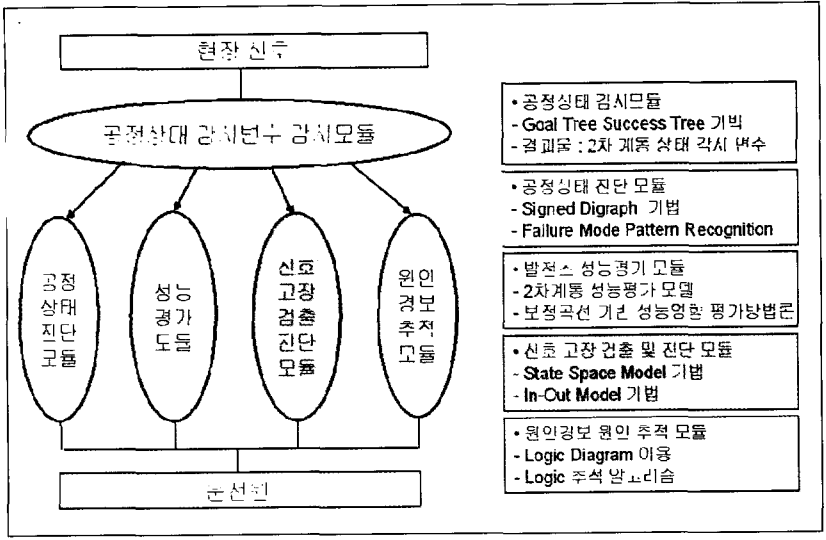 현장 신호
공정상태 감시변수 감시모듈
공정
상태
진단
모듈
성능
평가
모듈
신호
고장
검출
진단
모듈
원인
경보
추적
모듈
운전원
• 공정상태 감시모듈
- Goal Tree Success Tree 기법
- 결과물 : 2차 계통 상태 감시 변수
• 공정상태 진단 모듈
- Signed Digraph 기법
- Failure Mode Pattern Recognition
• 발전소 성능평가 모듈
- 2차계통 성능평가 모델
- 보정곡선 기반 성능영향 평가방법론
• 신호 고장 검출 및 진단 모듈
- State Space Model 기법
- In-Out Model 기법
• 원인경보 원인 추적 모듈
- Logic Diagram 이용
- Logic 추적 알고리즘